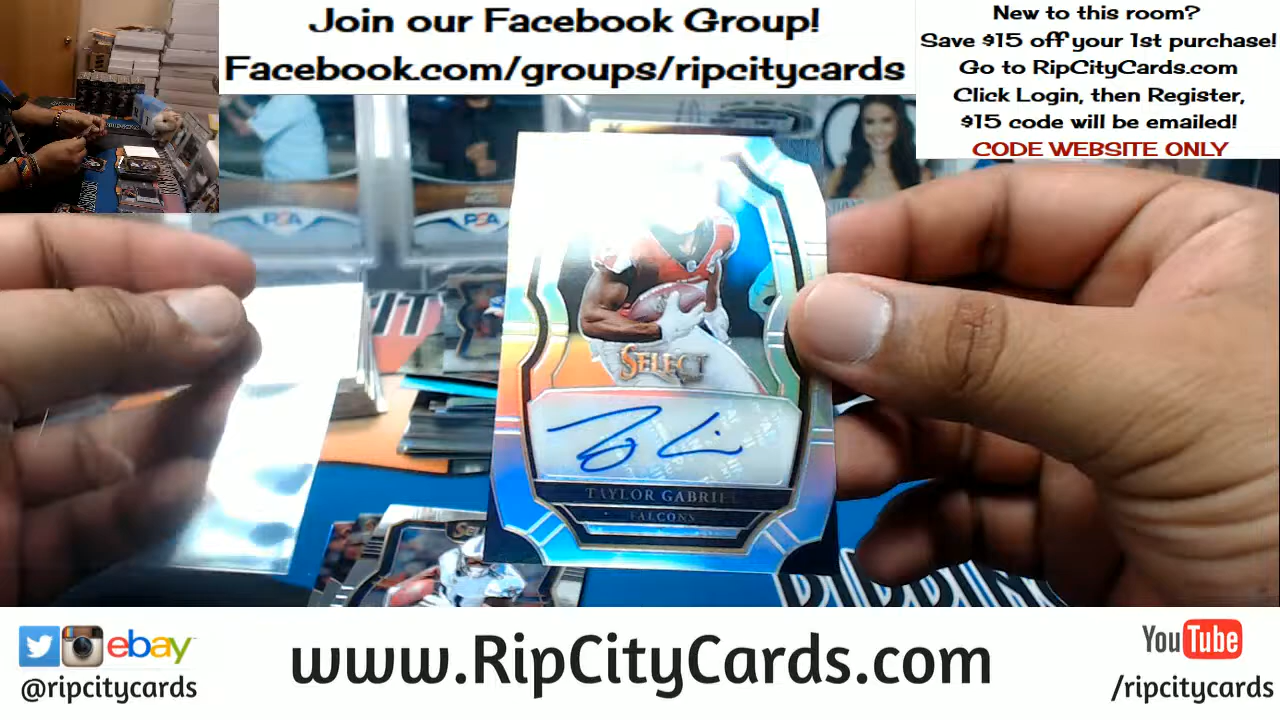 Join our Facebook Group!
Facebook.com/groups/ripcitycards
New to this room?
Save $15 off your 1st purchase!
Go to RipCityCards.com
Click Login, then Register,
$15 code will be emailed!
CODE WEBSITE ONLY
PSA
PSA
SELECT
TAYLOR GABRIEL
FALCONS
ebay
@ripcitycards
www.RipCityCards.com
YouTube
/ripcitycards